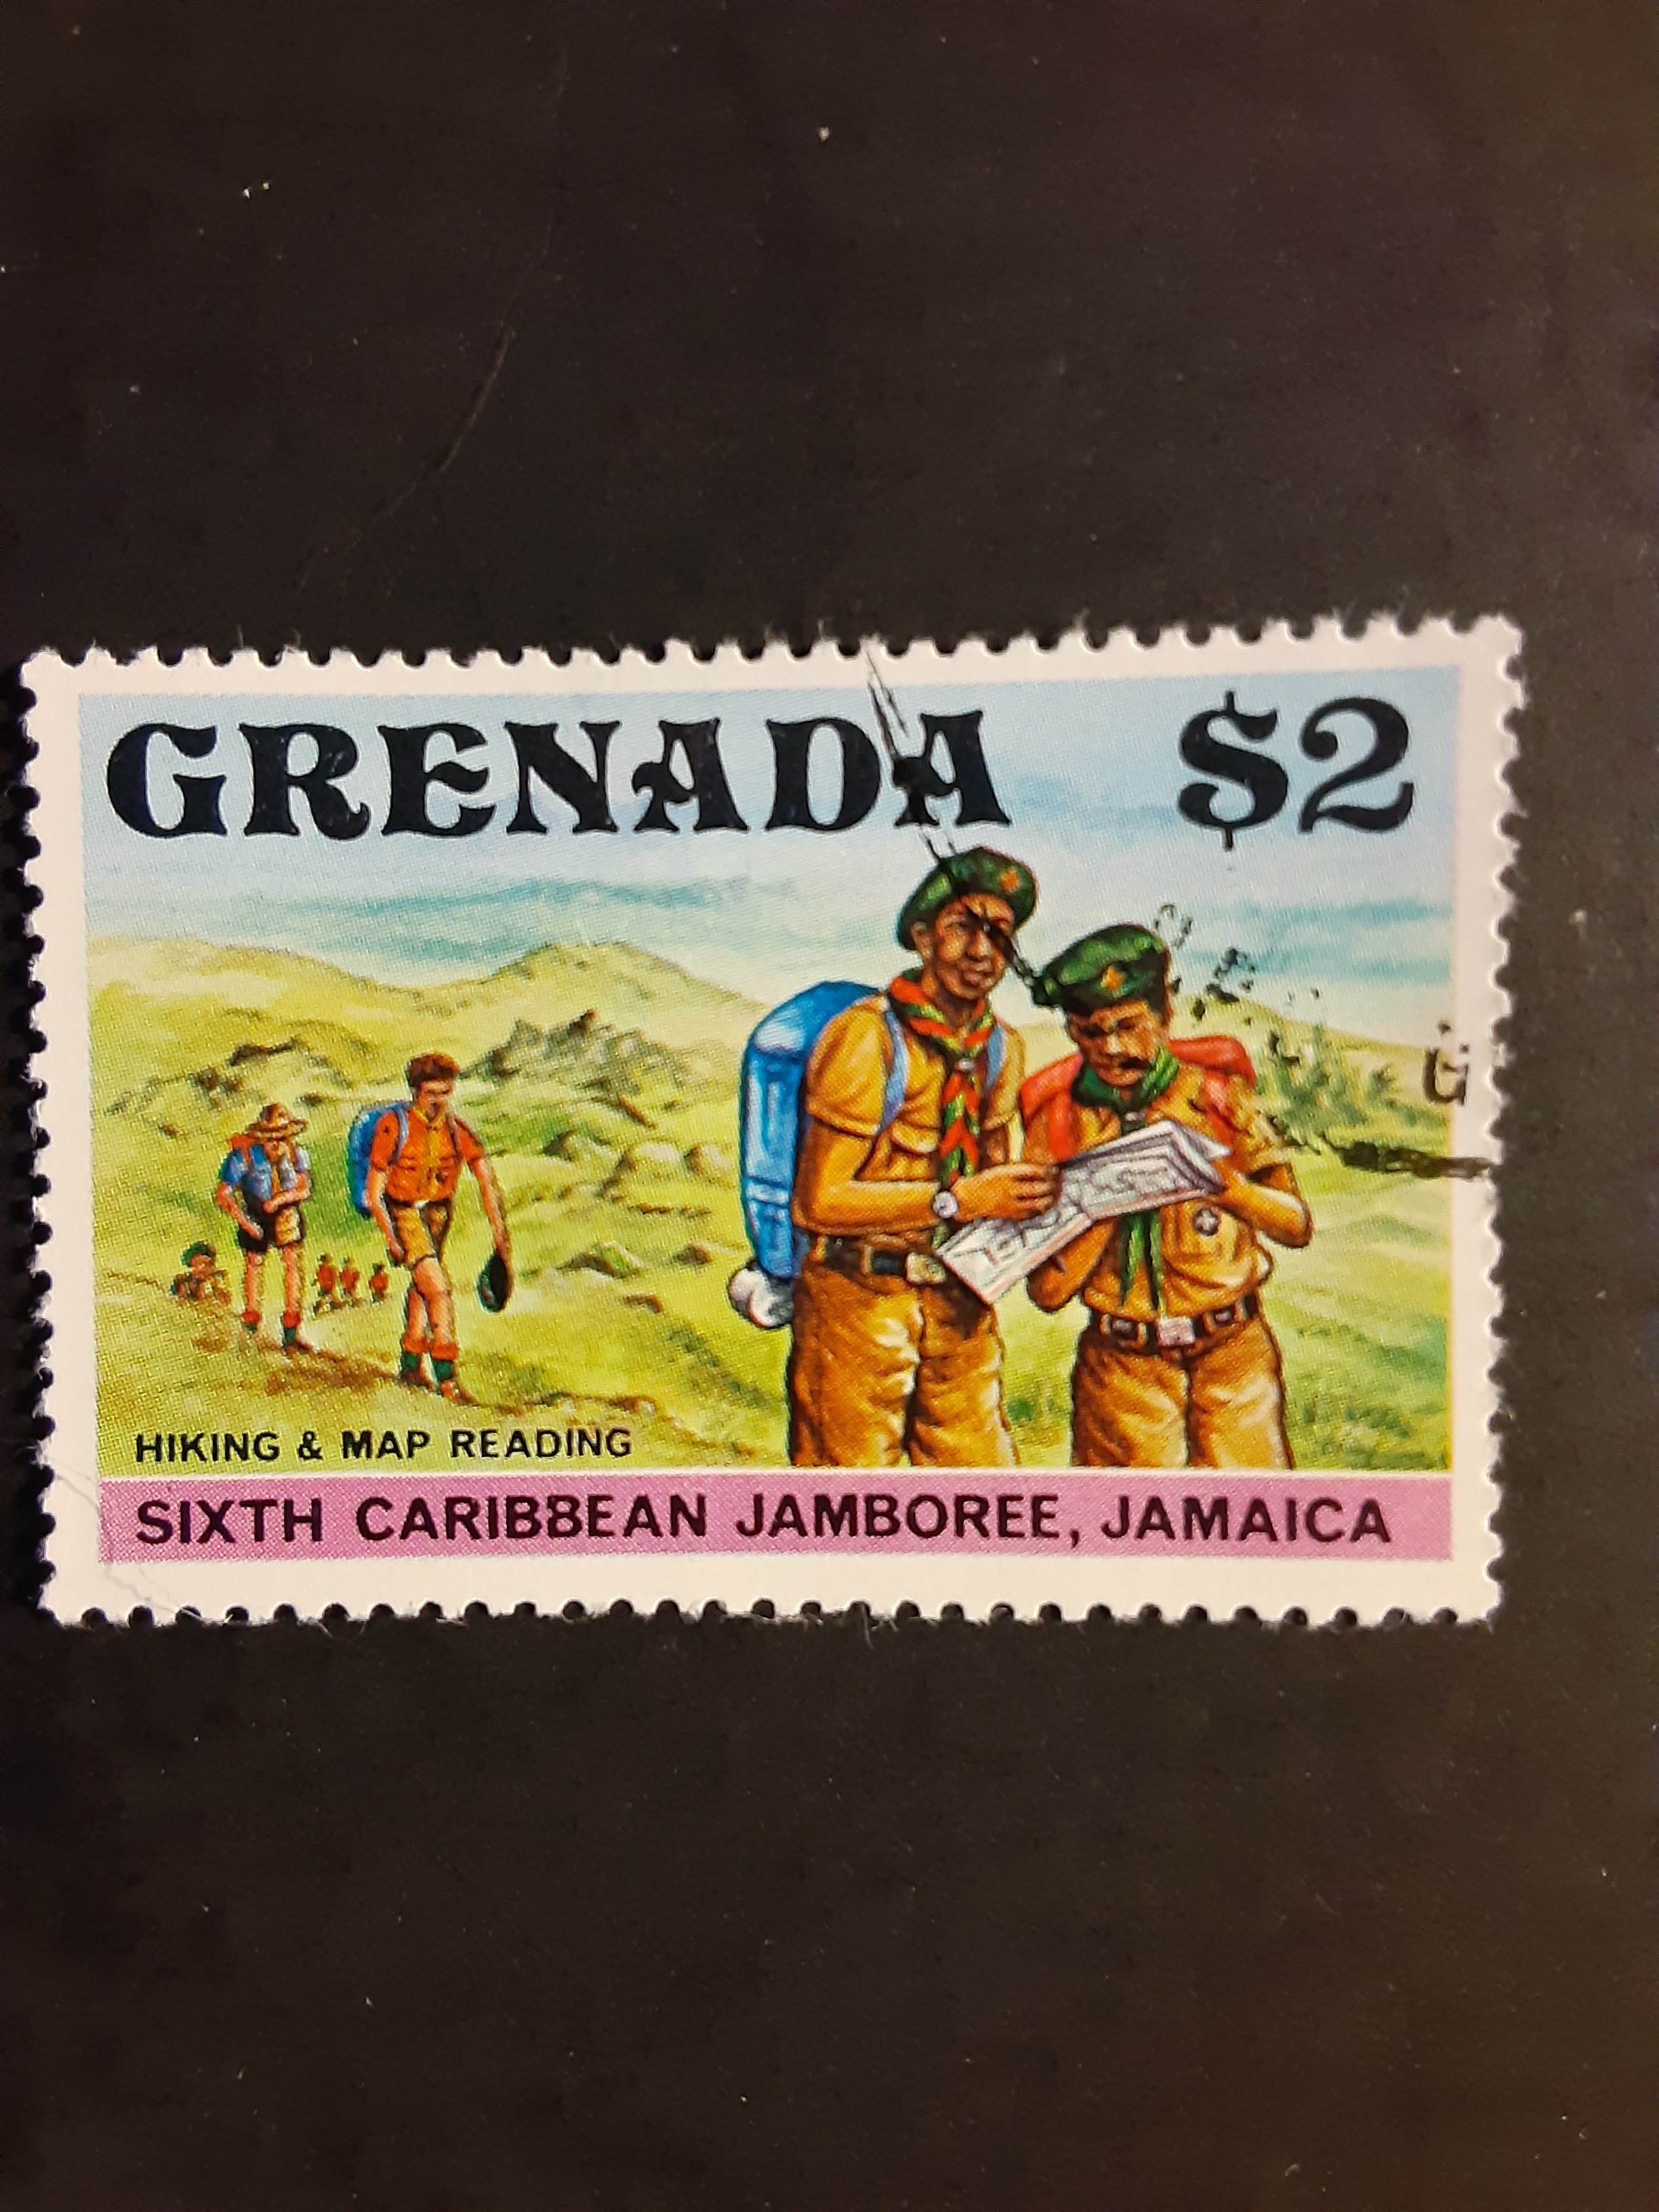 GRENADA $2
HIKING & MAP READING
SIXTH CARIBBEAN JAMBOREE, JAMAICA